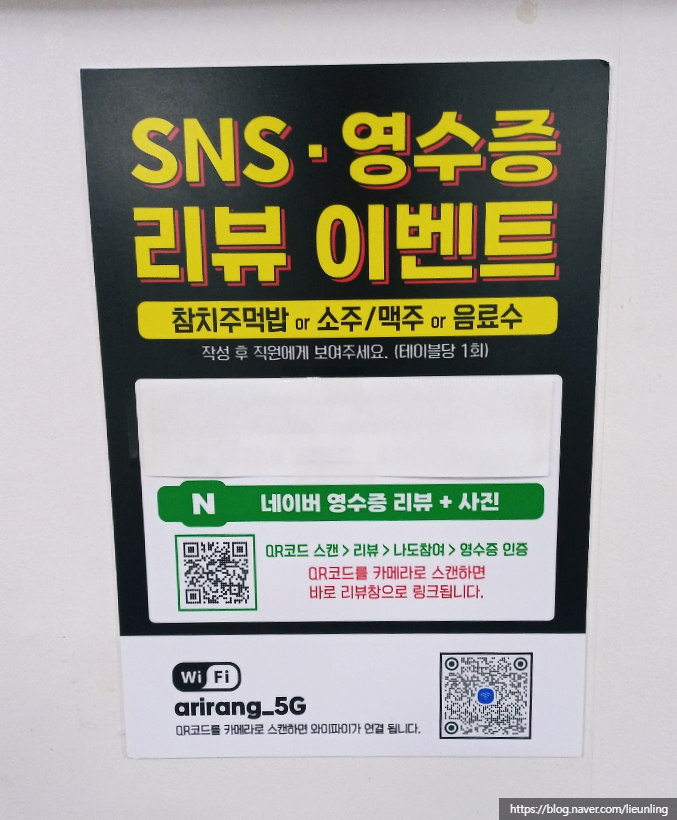 SNS · 영수증
리뷰 이벤트
참치주먹밥 or 소주/맥주 or 음료수
작성 후 직원에게 보여주세요. (테이블당 1회)
N 네이버 영수증 리뷰 + 사진
QR코드 스캔 > 리뷰 > 나도참여 > 영수증 인증
QR코드를 카메라로 스캔하면
바로 리뷰창으로 링크됩니다.
WiFi
arirang_5G
QR코드를 카메라로 스캔하면 와이파이가 연결 됩니다.
https://blog.naver.com/lieunling